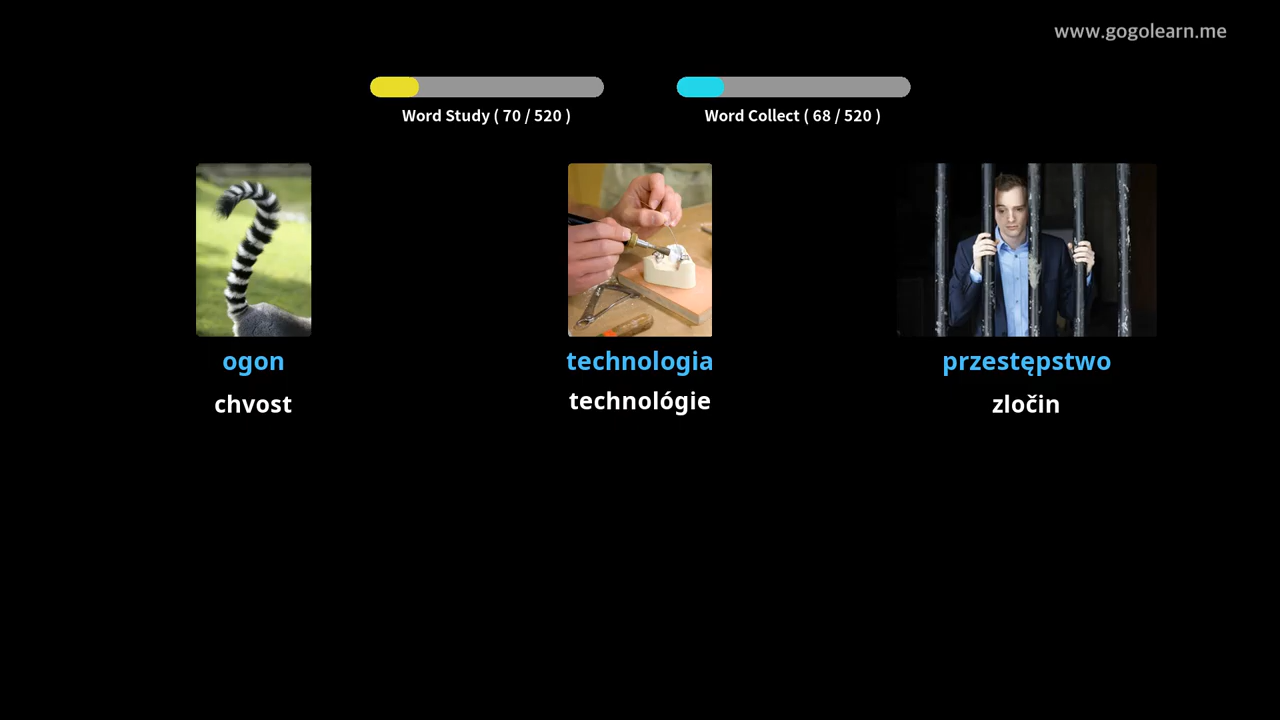 www.gogolearn.me
Word Study ( 70 / 520 )
Word Collect ( 68 / 520 )
ogon
technologia
przestępstwo
chvost
technológie
zločin